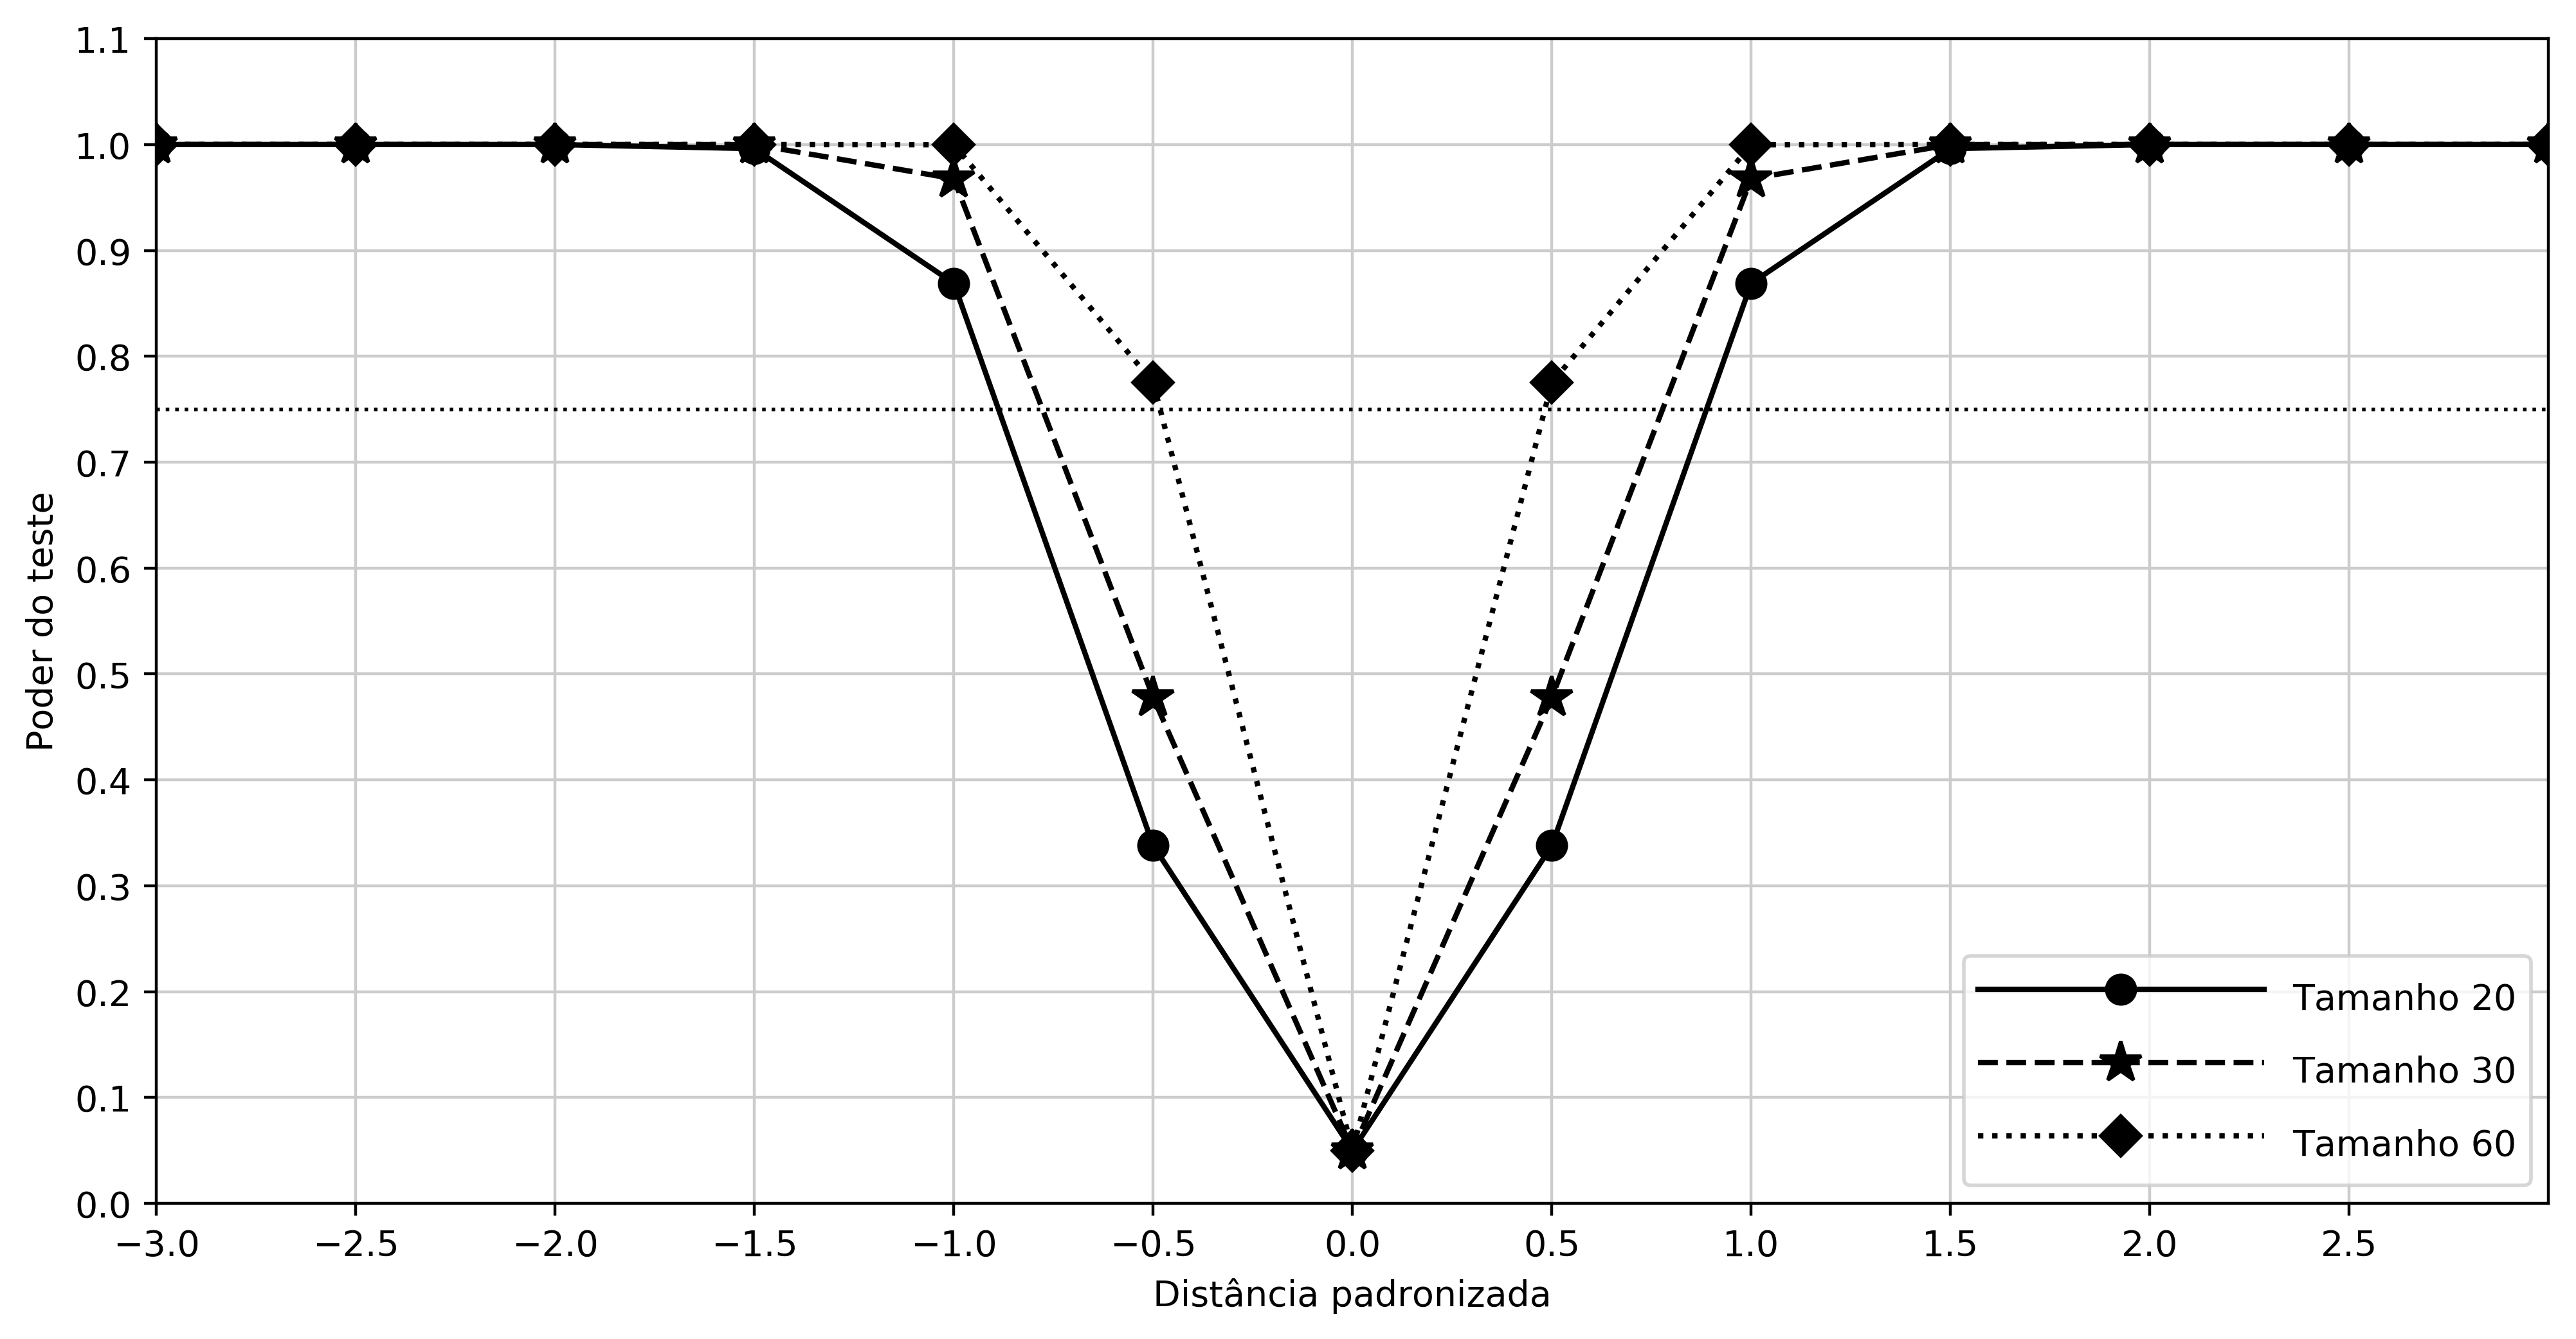 1.1
1.0
0.9
0.8
0.7
0.6
0.5
0.4
0.3
0.2
0.1
0.0
Poder do teste
Tamanho 20
Tamanho 30
Tamanho 60
−3.0 −2.5 −2.0 −1.5 −1.0 −0.5 0.0 0.5 1.0 1.5 2.0 2.5
Distância padronizada